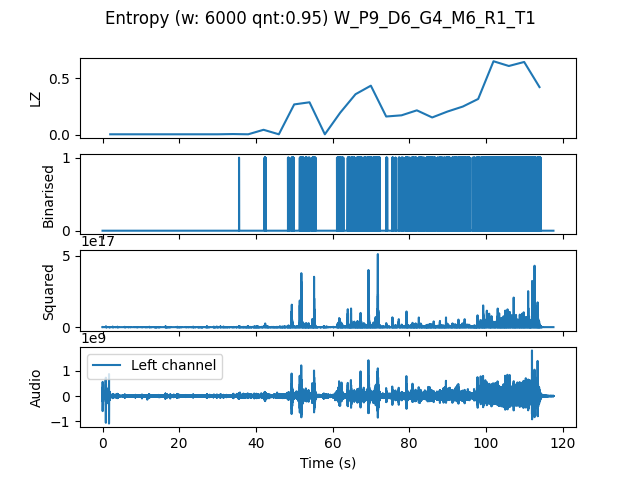 Entropy (w: 6000 qnt:0.95) W_P9_D6_G4_M6_R1_T1
LZ
0.5
0.0
Binarised
1
0
1e17
Squared
5
0
1e9
Audio
1
0
−1
Left channel
0 20 40 60 80 100 120
Time (s)